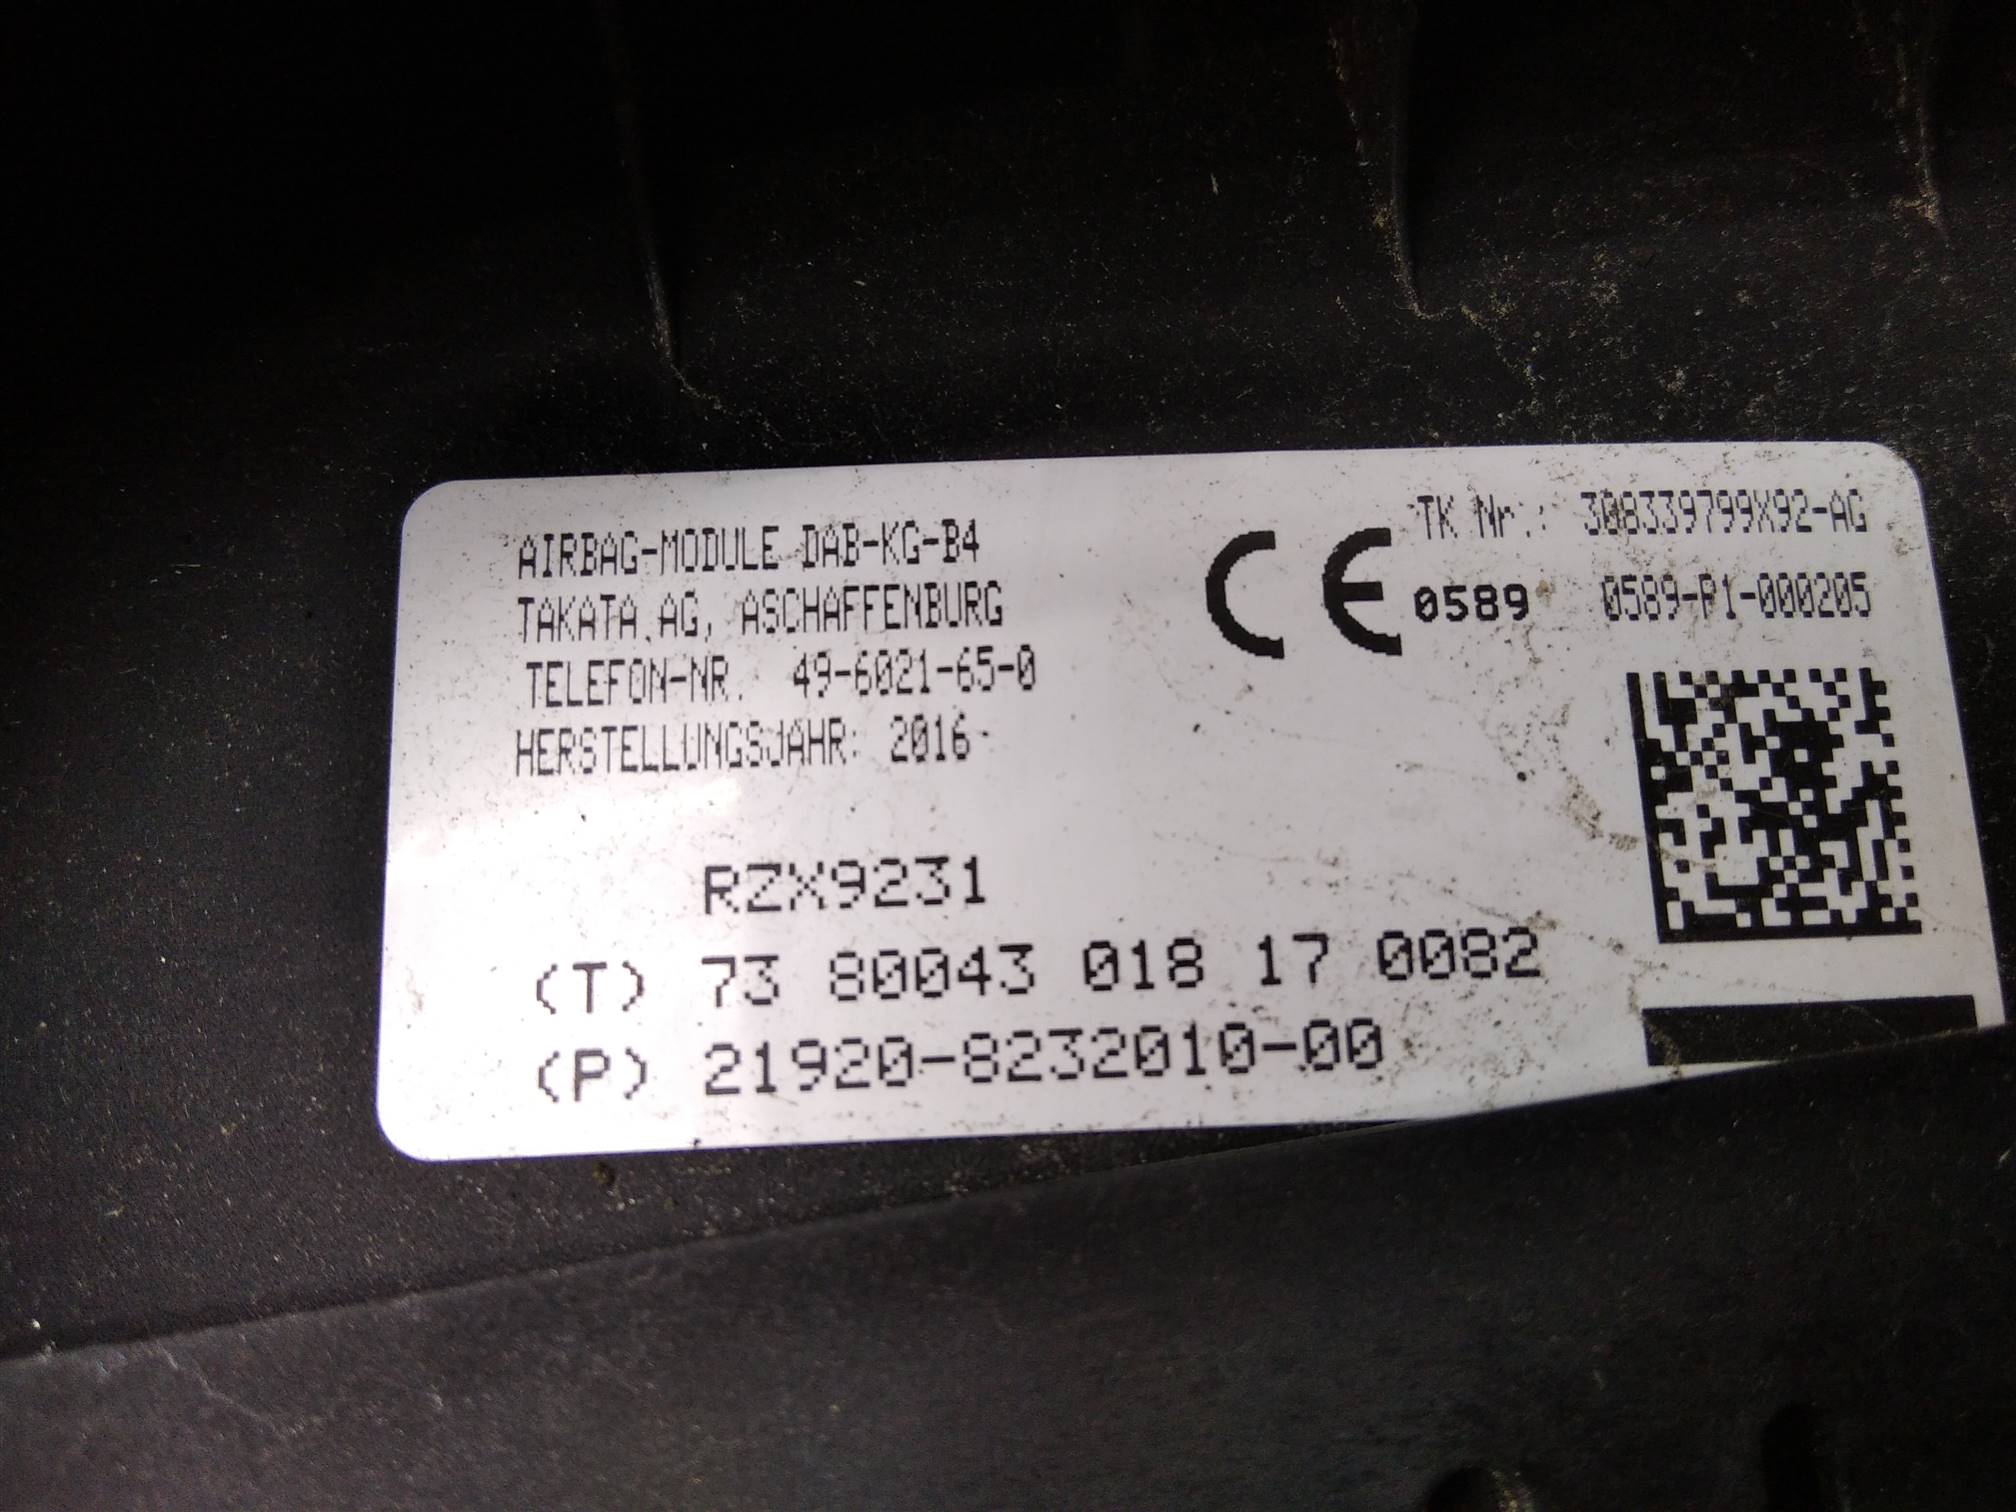 AIRBAG-MODULE DAB-KG-B4
TAKATA AG, ASCHAFFENBURG
TELEFON-NR. 49-6021-65-0
HERSTELLUNGSJAHR: 2016
CE 0589
TK Nr.: 308339799X92-AG
0589-P1-000205
RZX9231
(T) 73 80043 018 17 0082
(P) 21920-8232010-00